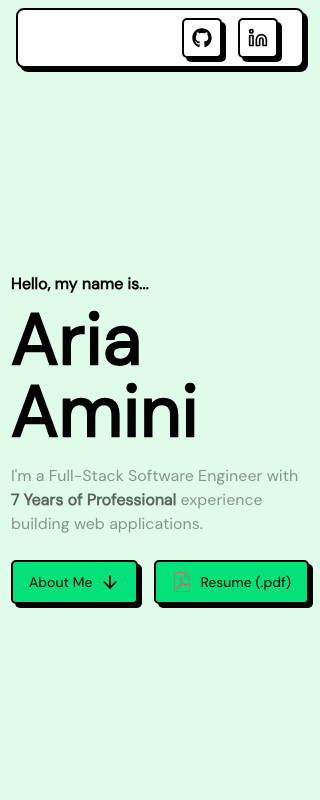 Hello, my name is...
Aria
Amini
I'm a Full-Stack Software Engineer with
7 Years of Professional experience
building web applications.
About Me
Resume (.pdf)